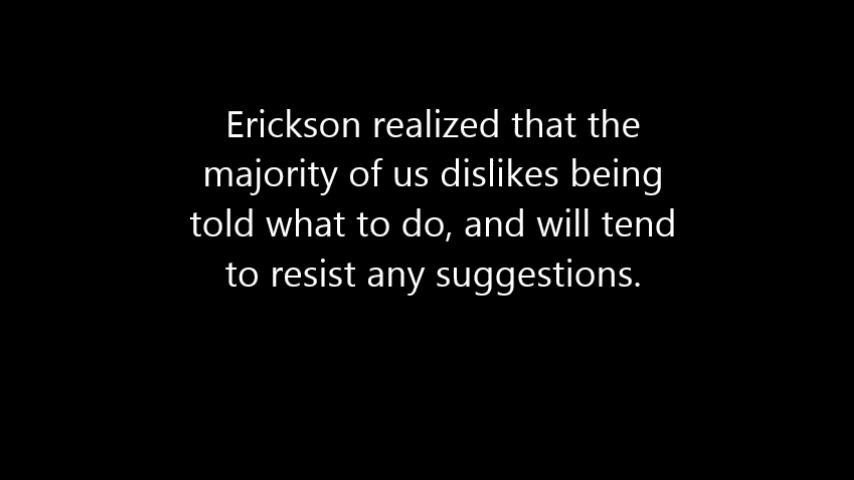 Erickson realized that the
majority of us dislikes being
told what to do, and will tend
to resist any suggestions.